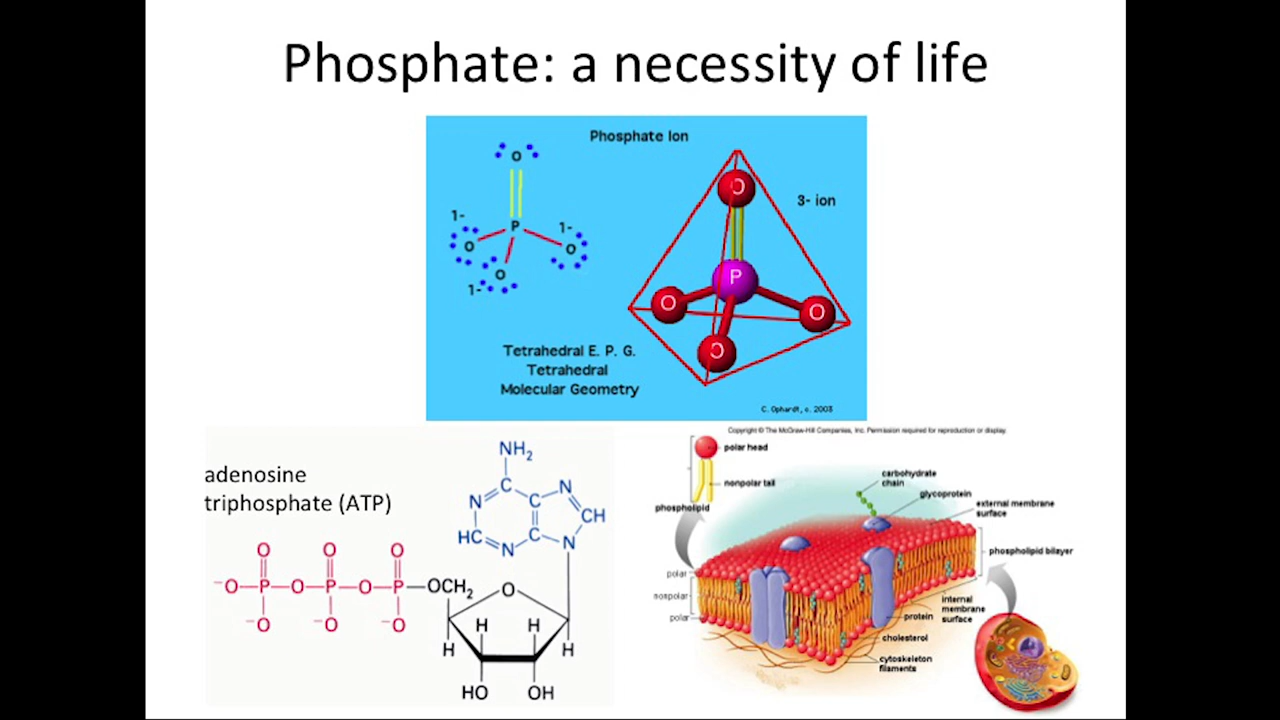 Phosphate: a necessity of life
Phosphate Ion
O
1-
P
1-
O
O
O
1-
3- ion
O
P
O
O
O
Tetrahedral E. P. G.
Tetrahedral
Molecular Geometry
C. Ophardt, c. 2003
adenosine
triphosphate (ATP)
NH₂
N
C
C
N
CH
HC
N
C
N
O
O
O
⁻O
P
O
P
O
P
OCH₂
O
⁻O
⁻O
⁻O
H
H
H
H
HO
OH
Copyright © The McGraw-Hill Companies, Inc. Permission required for reproduction or display.
polar head
nonpolar tail
phospholipid
carbohydrate
chain
glycoprotein
external membrane
surface
phospholipid bilayer
polar
nonpolar
polar
internal
membrane
surface
protein
cholesterol
cytoskeleton
filaments